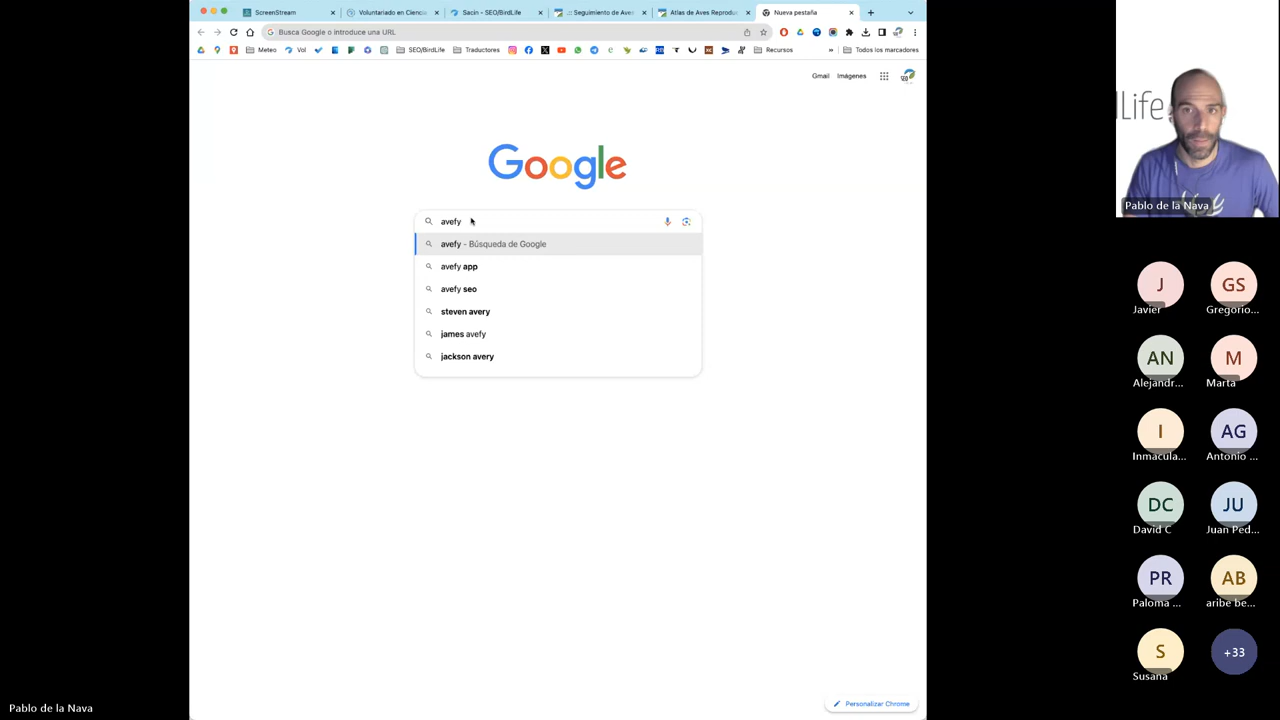 ScreenStream
Voluntariado en Cienci
Sacin – SEO/BirdLife
.:: Seguimiento de Aves
Atlas de Aves Reprodu
Nueva pestaña
Busca Google o introduce una URL
Meteo
Vol
SEO/BirdLife
Traductores
Recursos
»
Todos los marcadores
Gmail
Imágenes
Google
avefy
avefy - Búsqueda de Google
avefy app
avefy seo
steven avery
james avefy
jackson avery
Personalizar Chrome
Pablo de la Nava
dLife
Pablo de la Nava
J
Javier
GS
Gregorio...
AN
Alejandr...
M
Marta
I
Inmacula...
AG
Antonio ...
DC
David C
JU
Juan Ped...
PR
Paloma ...
AB
aribe be...
S
Susana
+33